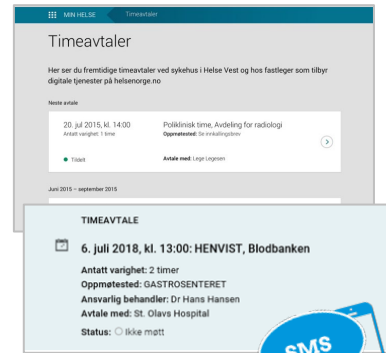 MIN HELSE Timeavtaler
Timeavtaler
Her ser du fremtidige timeavtaler ved sykehus i Helse Vest og hos fastleger som tilbyr
digitale tjenester på helsenorge.no
Neste avtale
20. jul 2015, kl. 14:00 Poliklinisk time, Avdeling for radiologi
Antatt varighet: 1 time Oppmøtested: Se innkallingsbrev
Tildelt Avtale med: Lege Legesen
Juni 2015 – september 2015
TIMEAVTALE
6. juli 2018, kl. 13:00: HENVIST, Blodbanken
Antatt varighet: 2 timer
Oppmøtested: GASTROSENTERET
Ansvarlig behandler: Dr Hans Hansen
Avtale med: St. Olavs Hospital
Status: Ikke møtt
SMS